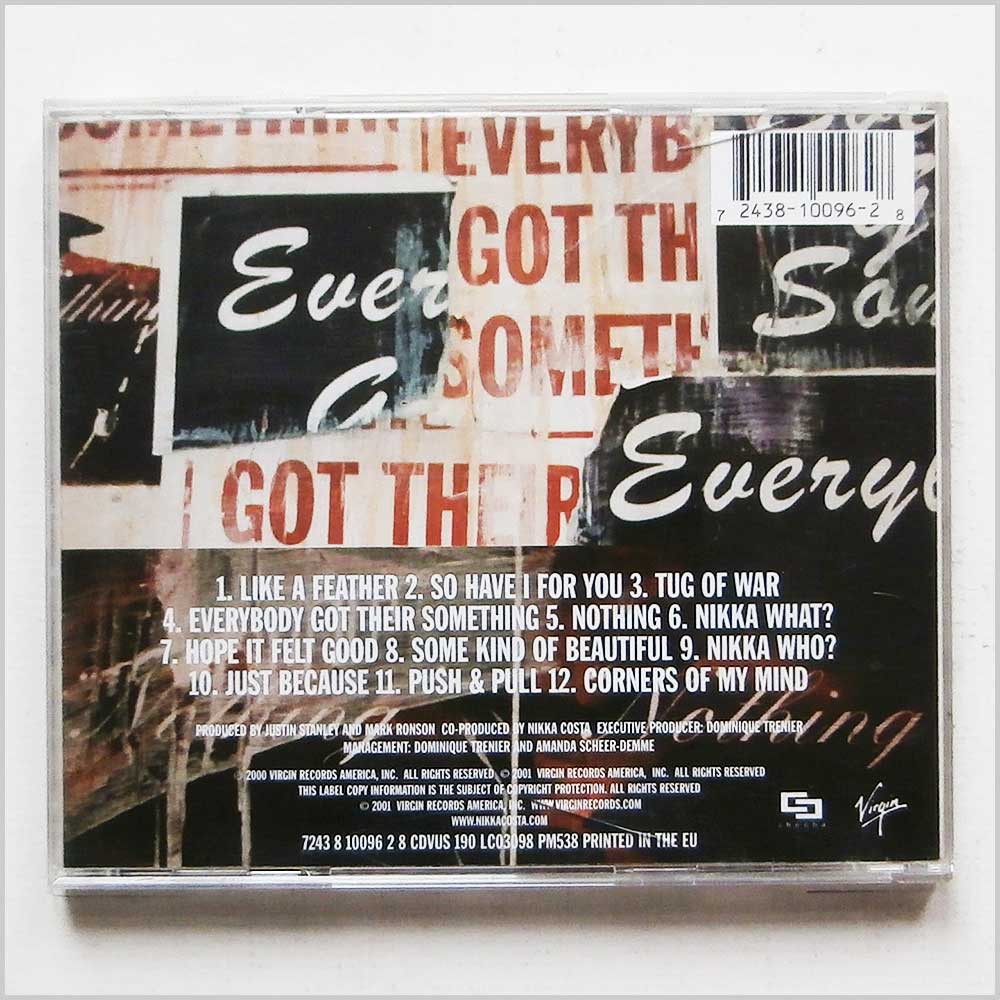 SOMETHIN
EVERYB
7 2438-10096-2 8
GOT TH
Ever
Som
thing
SOMETH
G
Everyb
I GOT THEIR
1. LIKE A FEATHER 2. SO HAVE I FOR YOU 3. TUG OF WAR
4. EVERYBODY GOT THEIR SOMETHING 5. NOTHING 6. NIKKA WHAT?
7. HOPE IT FELT GOOD 8. SOME KIND OF BEAUTIFUL 9. NIKKA WHO?
10. JUST BECAUSE 11. PUSH & PULL 12. CORNERS OF MY MIND
Nothing
PRODUCED BY JUSTIN STANLEY AND MARK RONSON CO-PRODUCED BY NIKKA COSTA EXECUTIVE PRODUCER: DOMINIQUE TRENIER
MANAGEMENT: DOMINIQUE TRENIER AND AMANDA SCHEER-DEMME
℗ 2000 VIRGIN RECORDS AMERICA, INC. ALL RIGHTS RESERVED ℗ 2001 VIRGIN RECORDS AMERICA, INC. ALL RIGHTS RESERVED
THIS LABEL COPY INFORMATION IS THE SUBJECT OF COPYRIGHT PROTECTION. ALL RIGHTS RESERVED
© 2001 VIRGIN RECORDS AMERICA, INC. WWW.VIRGINRECORDS.COM
WWW.NIKKACOSTA.COM
cheeba
Virgin
7243 8 10096 2 8 CDVUS 190 LC03098 PM538 PRINTED IN THE EU